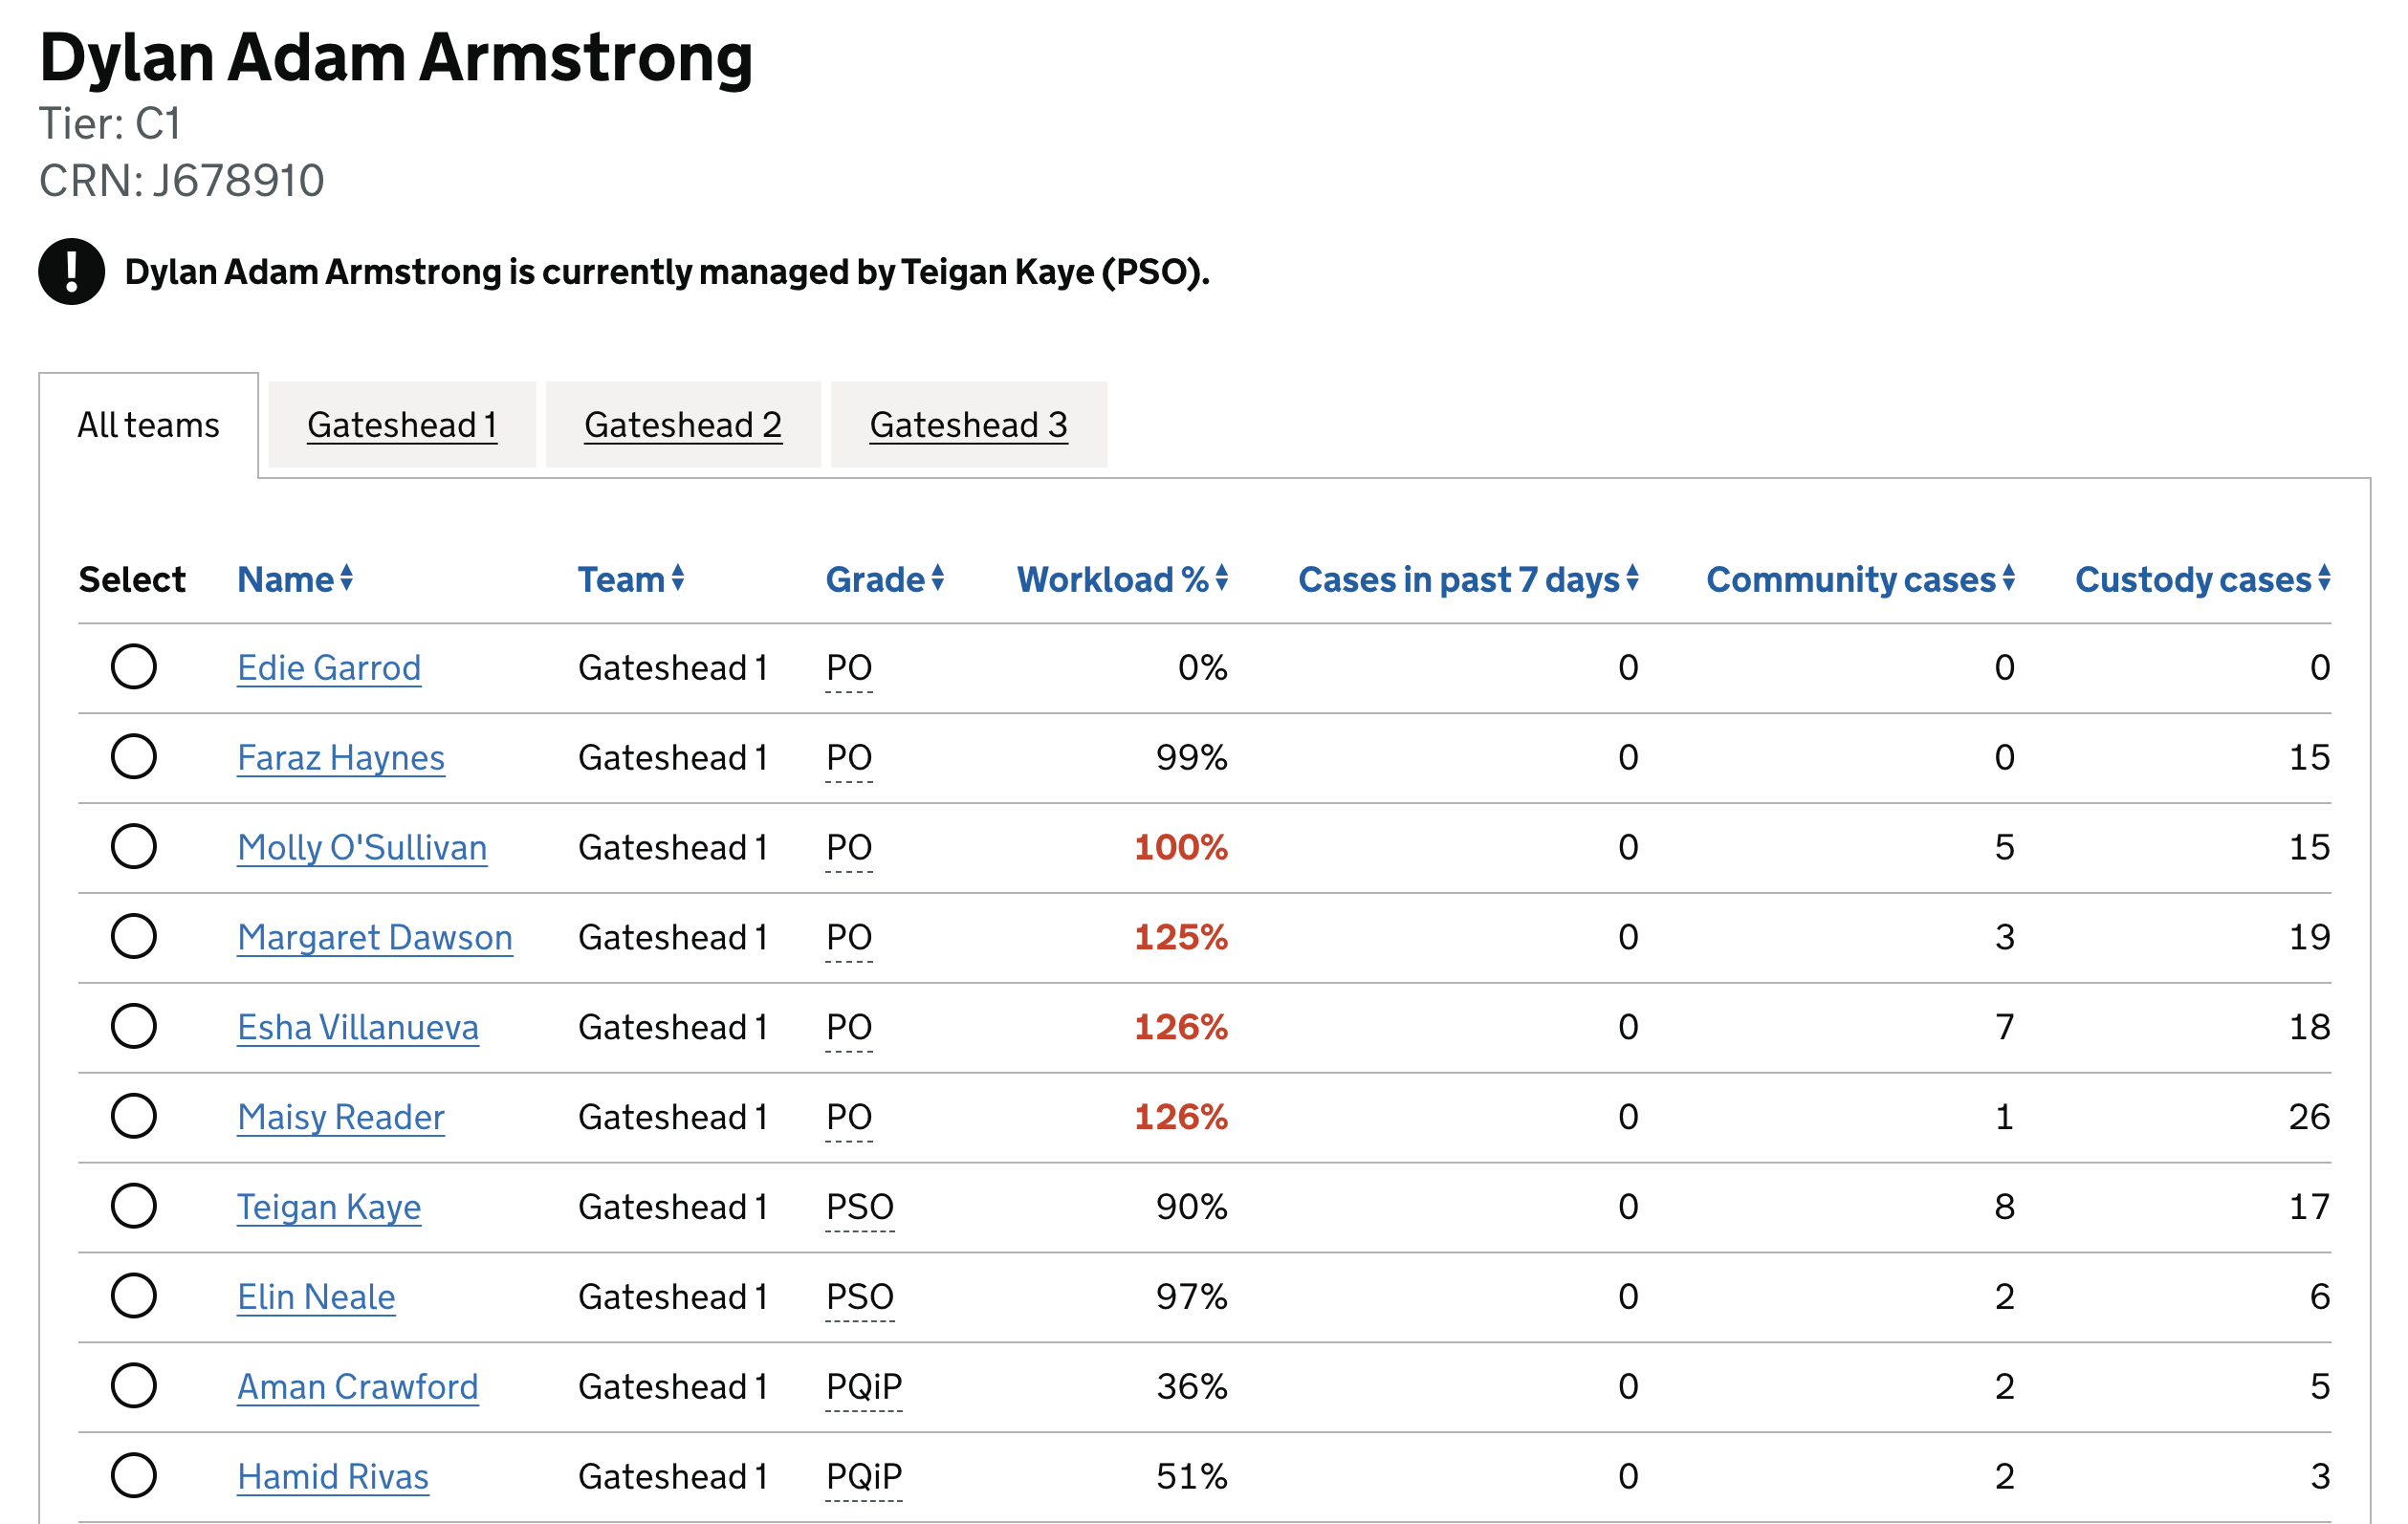 Dylan Adam Armstrong
Tier: C1
CRN: J678910
! Dylan Adam Armstrong is currently managed by Teigan Kaye (PSO).
All teams Gateshead 1 Gateshead 2 Gateshead 3
Select Name Team Grade Workload % Cases in past 7 days Community cases Custody cases
Edie Garrod Gateshead 1 PO 0% 0 0 0
Faraz Haynes Gateshead 1 PO 99% 0 0 15
Molly O'Sullivan Gateshead 1 PO 100% 0 5 15
Margaret Dawson Gateshead 1 PO 125% 0 3 19
Esha Villanueva Gateshead 1 PO 126% 0 7 18
Maisy Reader Gateshead 1 PO 126% 0 1 26
Teigan Kaye Gateshead 1 PSO 90% 0 8 17
Elin Neale Gateshead 1 PSO 97% 0 2 6
Aman Crawford Gateshead 1 PQiP 36% 0 2 5
Hamid Rivas Gateshead 1 PQiP 51% 0 2 3